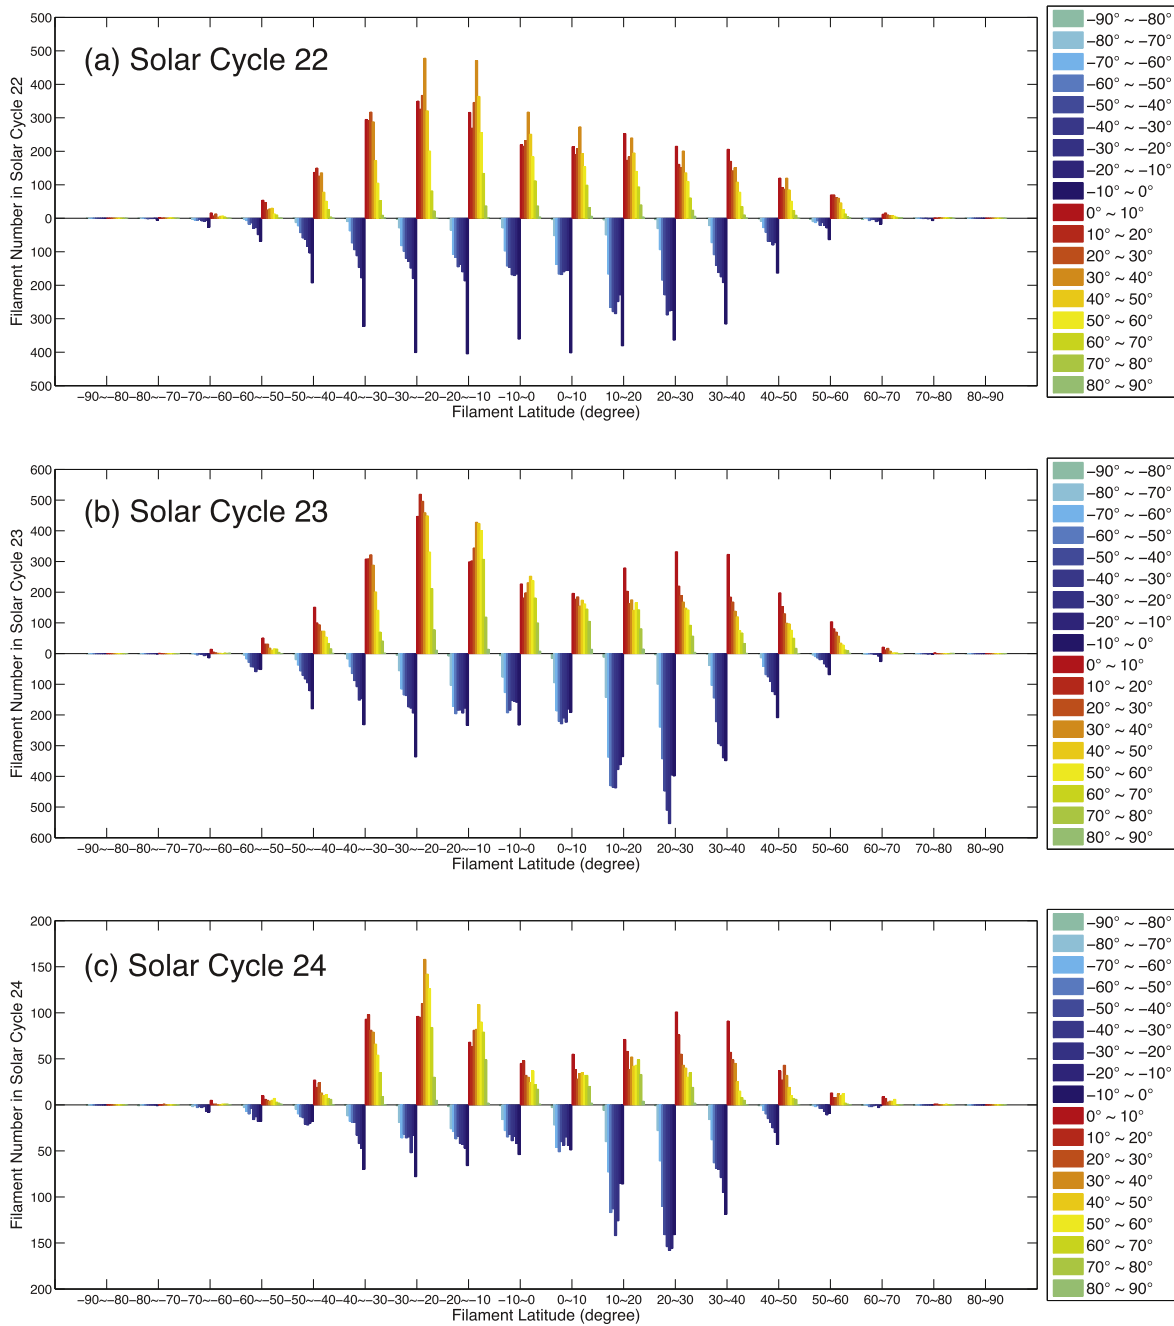 (a) Solar Cycle 22
Filament Number in Solar Cycle 22
500
500
400
300
200
100
0
100
200
300
400
500
−90~−80 −80~−70 −70~−60 −60~−50 −50~−40 −40~−30 −30~−20 −20~−10 −10~0 0~10 10~20 20~30 30~40 40~50 50~60 60~70 70~80 80~90
Filament Latitude (degree)
−90° ~ −80°
−80° ~ −70°
−70° ~ −60°
−60° ~ −50°
−50° ~ −40°
−40° ~ −30°
−30° ~ −20°
−20° ~ −10°
−10° ~ 0°
0° ~ 10°
10° ~ 20°
20° ~ 30°
30° ~ 40°
40° ~ 50°
50° ~ 60°
60° ~ 70°
70° ~ 80°
80° ~ 90°
(b) Solar Cycle 23
Filament Number in Solar Cycle 23
600
500
400
300
200
100
0
100
200
300
400
500
600
−90~−80 −80~−70 −70~−60 −60~−50 −50~−40 −40~−30 −30~−20 −20~−10 −10~0 0~10 10~20 20~30 30~40 40~50 50~60 60~70 70~80 80~90
Filament Latitude (degree)
−90° ~ −80°
−80° ~ −70°
−70° ~ −60°
−60° ~ −50°
−50° ~ −40°
−40° ~ −30°
−30° ~ −20°
−20° ~ −10°
−10° ~ 0°
0° ~ 10°
10° ~ 20°
20° ~ 30°
30° ~ 40°
40° ~ 50°
50° ~ 60°
60° ~ 70°
70° ~ 80°
80° ~ 90°
(c) Solar Cycle 24
Filament Number in Solar Cycle 24
200
150
100
50
0
50
100
150
200
−90~−80 −80~−70 −70~−60 −60~−50 −50~−40 −40~−30 −30~−20 −20~−10 −10~0 0~10 10~20 20~30 30~40 40~50 50~60 60~70 70~80 80~90
Filament Latitude (degree)
−90° ~ −80°
−80° ~ −70°
−70° ~ −60°
−60° ~ −50°
−50° ~ −40°
−40° ~ −30°
−30° ~ −20°
−20° ~ −10°
−10° ~ 0°
0° ~ 10°
10° ~ 20°
20° ~ 30°
30° ~ 40°
40° ~ 50°
50° ~ 60°
60° ~ 70°
70° ~ 80°
80° ~ 90°